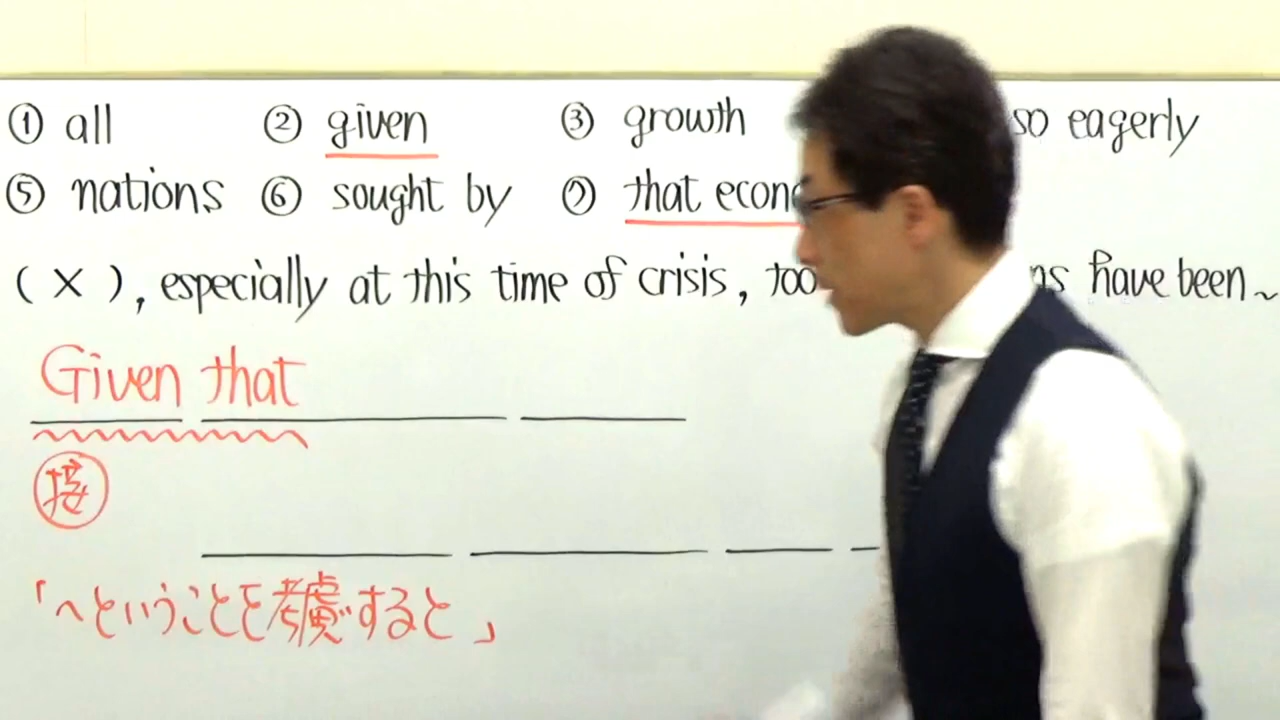 ① all ② given ③ growth so eagerly
⑤ nations ⑥ sought by ⑦ that econ
( X ), especially at this time of crisis, too ns have been ~
Given that
接
「〜ということを考慮すると」